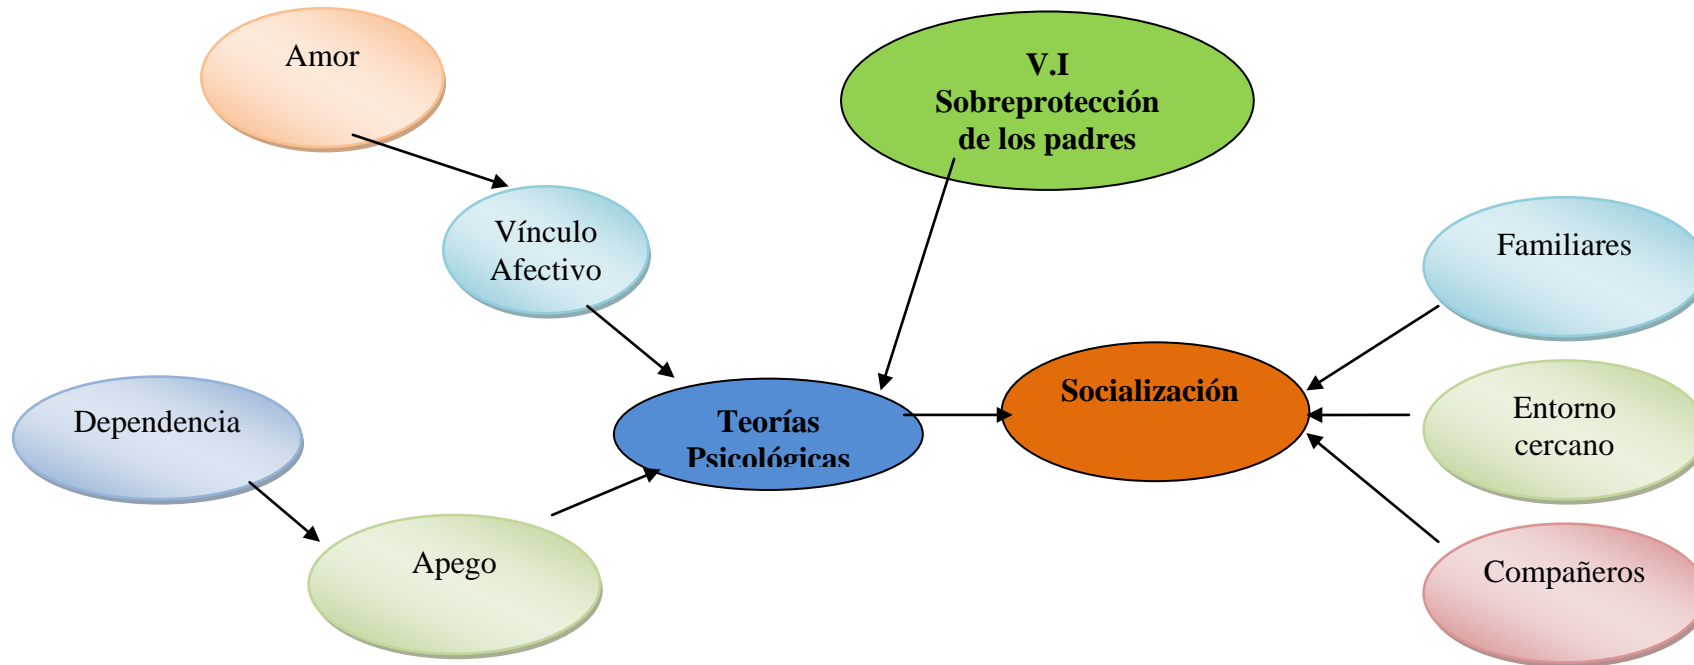 Amor
V.I
Sobreprotección
de los padres
Vínculo
Afectivo
Familiares
Dependencia
Teorías
Psicológicas
Socialización
Entorno
cercano
Apego
Compañeros